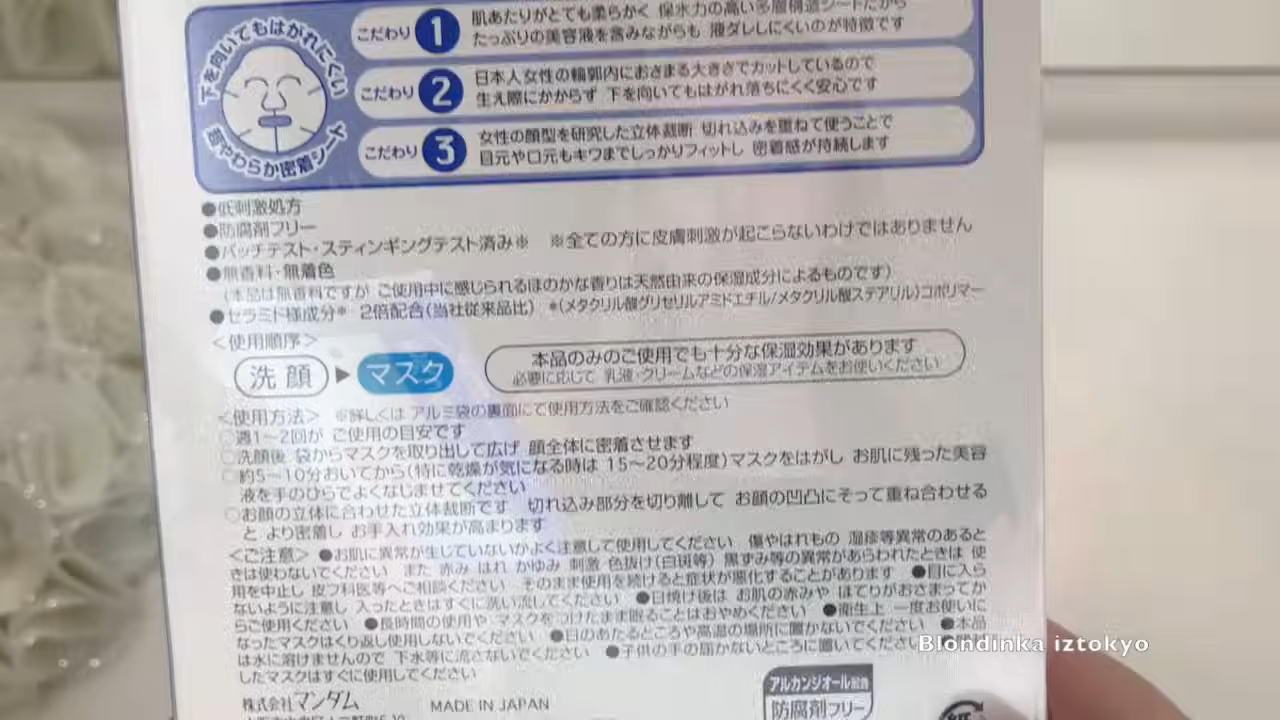 下を向いてもはがれにくい
超やわらか密着シート
こだわり 1 肌あたりがとても柔らかく 保水力の高い多層構造シートだから
たっぷりの美容液を含みながらも 液ダレしにくいのが特徴です
こだわり 2 日本人女性の輪郭内におさまる大きさでカットしているので
生え際にかからず 下を向いてもはがれ落ちにくく安心です
こだわり 3 女性の顔型を研究した立体裁断 切れ込みを重ねて使うことで
目元や口元もキワまでしっかりフィットし 密着感が持続します
●低刺激処方
●防腐剤フリー
●パッチテスト・スティンギングテスト済み※ ※全ての方に皮膚刺激が起こらないわけではありません
●無香料・無着色
(本品は無香料ですが ご使用中に感じられるほのかな香りは天然由来の保湿成分によるものです)
●セラミド様成分* 2倍配合(当社従来品比) *(メタクリル酸グリセリルアミドエチル/メタクリル酸ステアリル)コポリマー
<使用順序>
洗顔 ▶ マスク
本品のみのご使用でも十分な保湿効果があります
必要に応じて 乳液・クリームなどの保湿アイテムをお使いください
<使用方法> ※詳しくは アルミ袋の裏面にて使用方法をご確認ください
○週1~2回が ご使用の目安です
○洗顔後 袋からマスクを取り出して広げ 顔全体に密着させます
○約5~10分おいてから(特に乾燥が気になる時は 15~20分程度)マスクをはがし お肌に残った美容
液を手のひらでよくなじませてください
○お顔の立体に合わせた立体裁断です 切れ込み部分を切り離して お顔の凹凸にそって重ね合わせる
と より密着し お手入れ効果が高まります
<ご注意> ●お肌に異常が生じていないかよく注意して使用してください 傷やはれもの 湿疹等異常のあると
きは使わないでください また 赤み はれ かゆみ 刺激 色抜け(白斑等) 黒ずみ等の異常があらわれたときは 使
用を中止し 皮フ科医等へご相談ください そのまま使用を続けると症状が悪化することがあります ●目に入ら
ないように注意し 入ったときはすぐに洗い流してください ●日焼け後は お肌の赤みや ほてりがおさまってか
らご使用ください ●長時間の使用や マスクをつけたまま眠ることはおやめください ●衛生上 一度お使いに
なったマスクはくり返し使用しないでください ●日のあたるところや高温の場所に置かないでください ●本品
は水に溶けませんので 下水等に流さないでください ●子供の手の届かないところに置いてくださ
したマスクはすぐに使用してください
株式会社マンダム MADE IN JAPAN
アルカンジオール配合
防腐剤フリー
Blondinka iztokyo